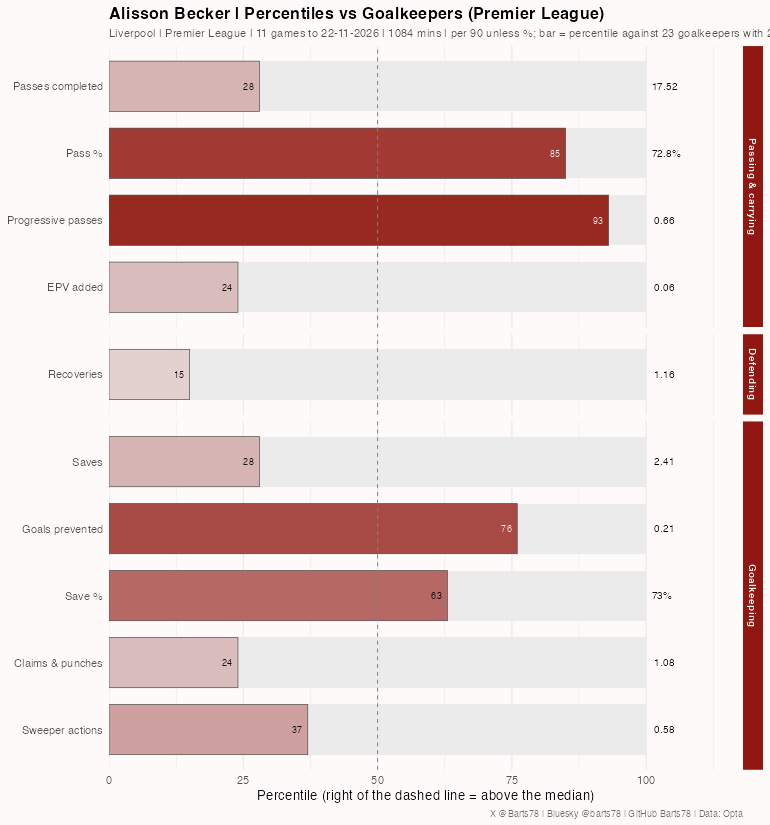 Alisson Becker | Percentiles vs Goalkeepers (Premier League)
Liverpool | Premier League | 11 games to 22-11-2026 | 1084 mins | per 90 unless %; bar = percentile against 23 goalkeepers with
Passes completed 28 17.52
Pass % 85 72.8%
Progressive passes 93 0.66
EPV added 24 0.06
Passing & carrying
Recoveries 15 1.16
Defending
Saves 28 2.41
Goals prevented 76 0.21
Save % 63 73%
Claims & punches 24 1.08
Sweeper actions 37 0.58
Goalkeeping
0 25 50 75 100
Percentile (right of the dashed line = above the median)
X @Barts78 | Bluesky @barts78 | GitHub Barts78 | Data: Opta